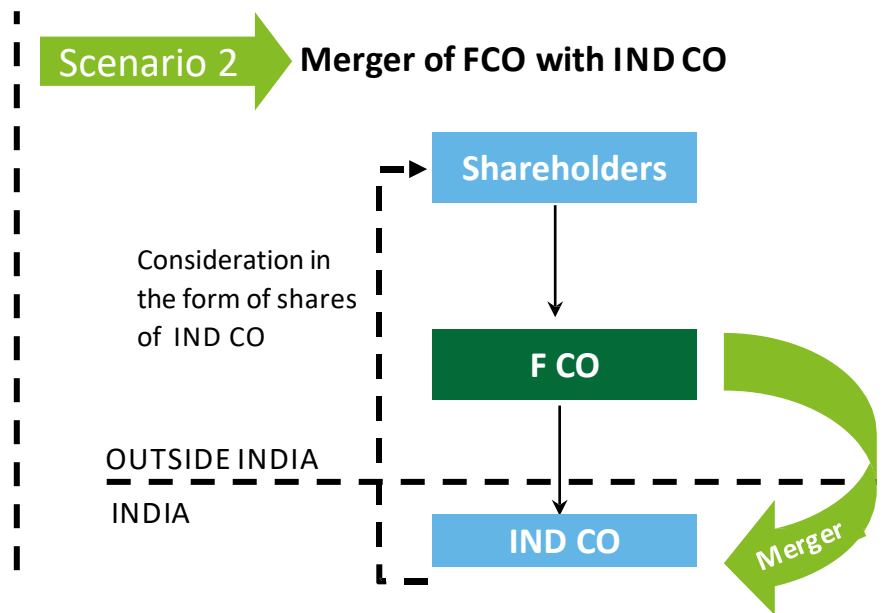 Scenario 2
Merger of FCO with IND CO
Shareholders
Consideration in
the form of shares
of IND CO
F CO
OUTSIDE INDIA
INDIA
IND CO
Merger